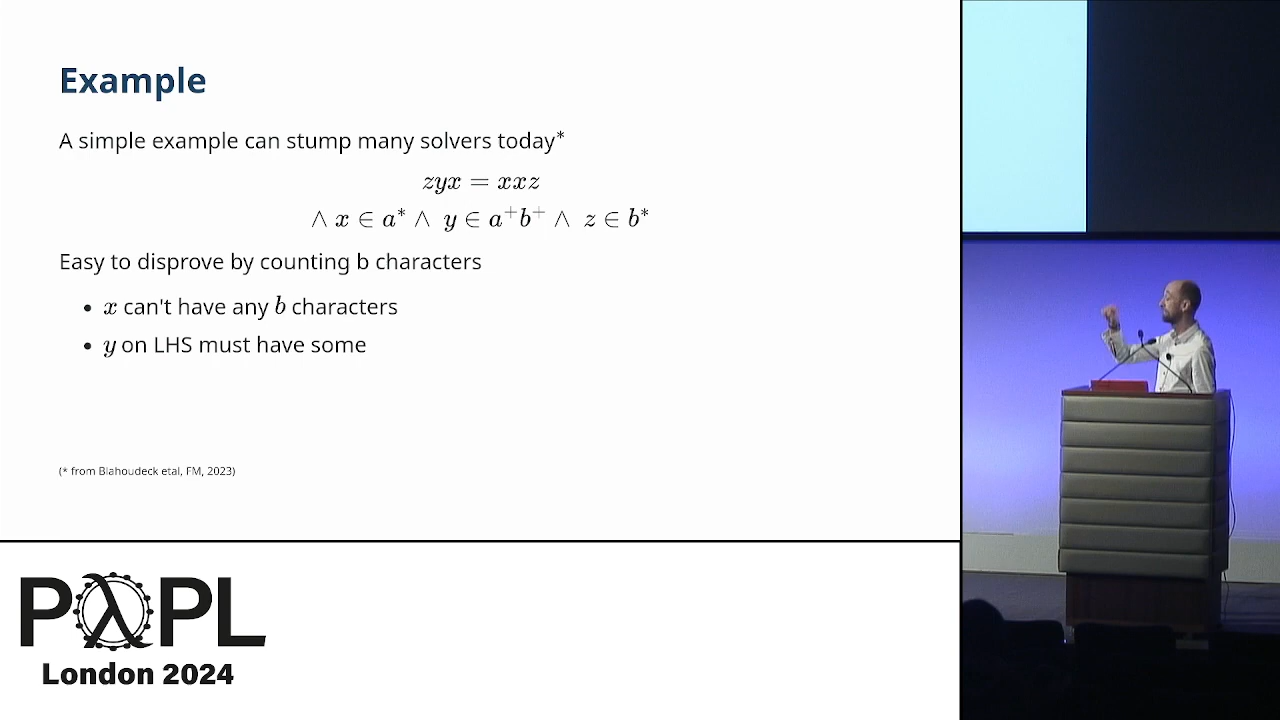 Example
A simple example can stump many solvers today*
zyx = xxz
∧ x ∈ a* ∧ y ∈ a⁺b⁺ ∧ z ∈ b*
Easy to disprove by counting b characters
• x can't have any b characters
• y on LHS must have some
(* from Blahoudeck etal, FM, 2023)
PλPL
London 2024